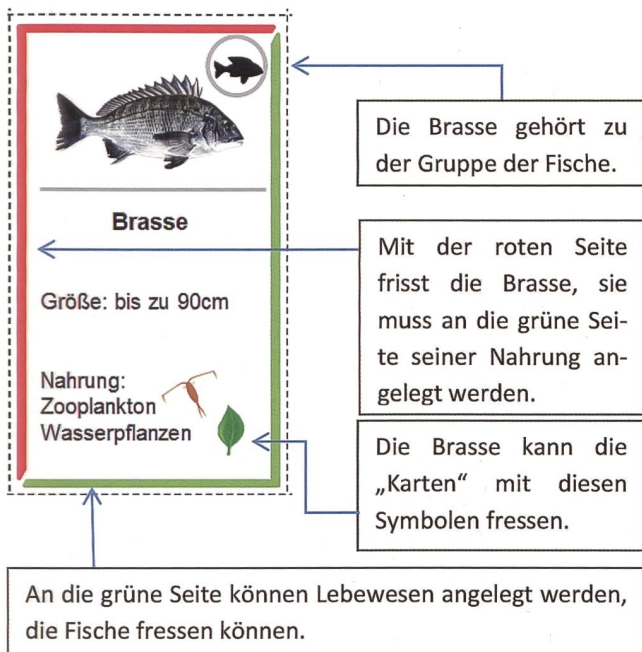 Die Brasse gehört zu
der Gruppe der Fische.
Brasse
Größe: bis zu 90cm
Nahrung:
Zooplankton
Wasserpflanzen
Mit der roten Seite
frisst die Brasse, sie
muss an die grüne Sei-
te seiner Nahrung an-
gelegt werden.
Die Brasse kann die
„Karten“ mit diesen
Symbolen fressen.
An die grüne Seite können Lebewesen angelegt werden,
die Fische fressen können.